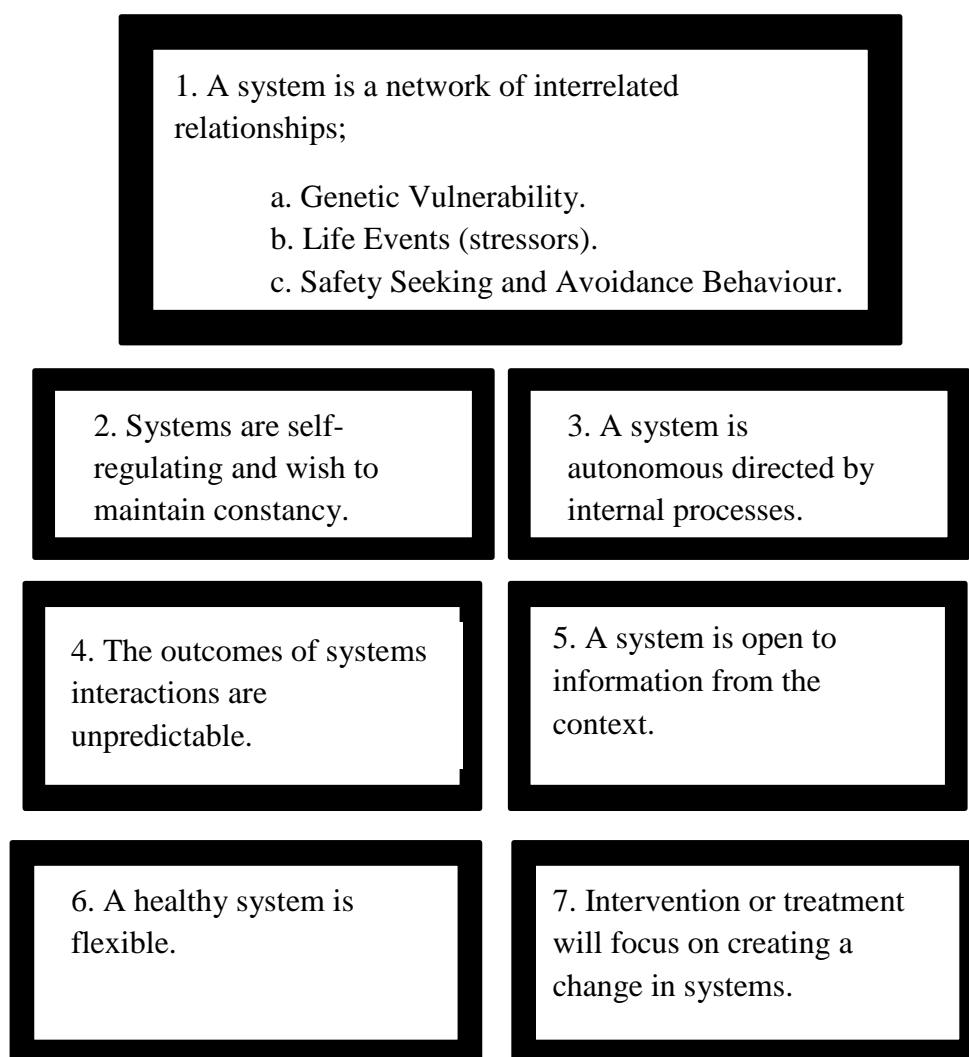 1. A system is a network of interrelated
relationships;
a. Genetic Vulnerability.
b. Life Events (stressors).
c. Safety Seeking and Avoidance Behaviour.
2. Systems are self-
regulating and wish to
maintain constancy.
3. A system is
autonomous directed by
internal processes.
4. The outcomes of systems
interactions are
unpredictable.
5. A system is open to
information from the
context.
6. A healthy system is
flexible.
7. Intervention or treatment
will focus on creating a
change in systems.